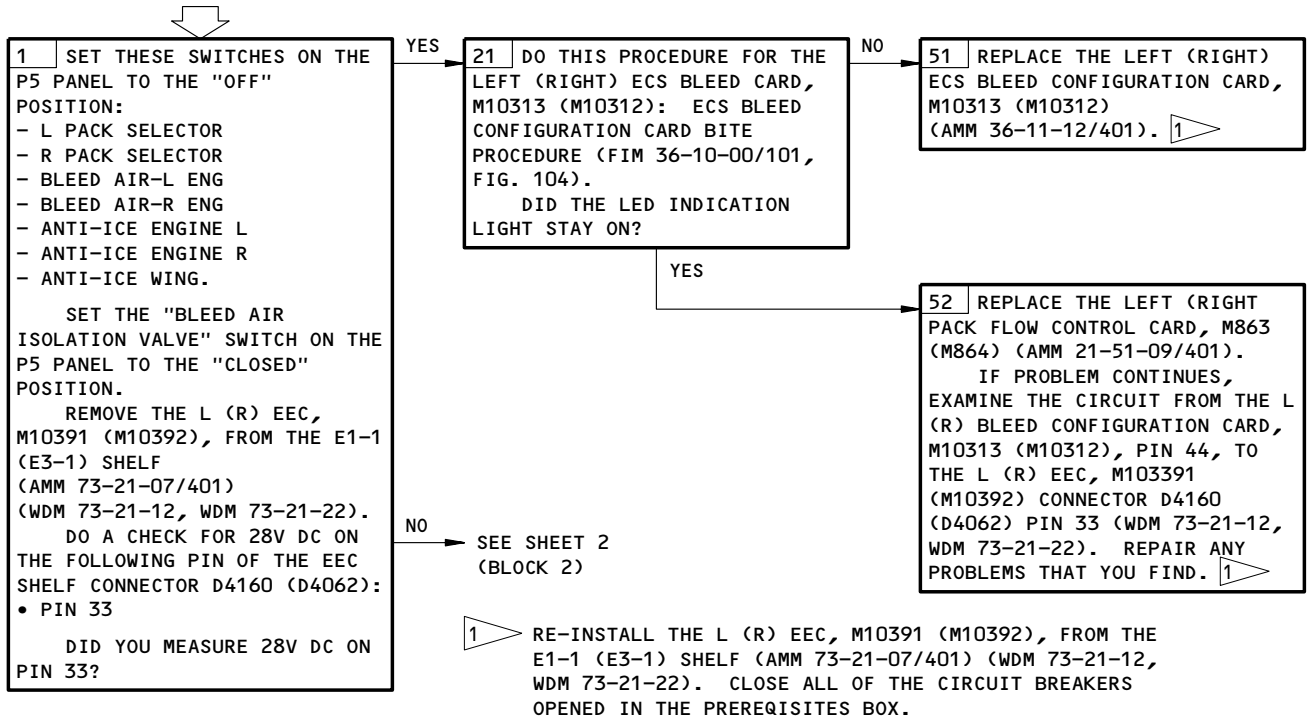 1 SET THESE SWITCHES ON THE
P5 PANEL TO THE "OFF"
POSITION:
– L PACK SELECTOR
– R PACK SELECTOR
– BLEED AIR–L ENG
– BLEED AIR–R ENG
– ANTI–ICE ENGINE L
– ANTI–ICE ENGINE R
– ANTI–ICE WING.
SET THE "BLEED AIR
ISOLATION VALVE" SWITCH ON THE
P5 PANEL TO THE "CLOSED"
POSITION.
REMOVE THE L (R) EEC,
M10391 (M10392), FROM THE E1–1
(E3–1) SHELF
(AMM 73–21–07/401)
(WDM 73–21–12, WDM 73–21–22).
DO A CHECK FOR 28V DC ON
THE FOLLOWING PIN OF THE EEC
SHELF CONNECTOR D4160 (D4062):
• PIN 33
DID YOU MEASURE 28V DC ON
PIN 33?
YES
21 DO THIS PROCEDURE FOR THE
LEFT (RIGHT) ECS BLEED CARD,
M10313 (M10312): ECS BLEED
CONFIGURATION CARD BITE
PROCEDURE (FIM 36–10–00/101,
FIG. 104).
DID THE LED INDICATION
LIGHT STAY ON?
NO
51 REPLACE THE LEFT (RIGHT)
ECS BLEED CONFIGURATION CARD,
M10313 (M10312)
(AMM 36–11–12/401). 1
YES
52 REPLACE THE LEFT (RIGHT
PACK FLOW CONTROL CARD, M863
(M864) (AMM 21–51–09/401).
IF PROBLEM CONTINUES,
EXAMINE THE CIRCUIT FROM THE L
(R) BLEED CONFIGURATION CARD,
M10313 (M10312), PIN 44, TO
THE L (R) EEC, M103391
(M10392) CONNECTOR D4160
(D4062) PIN 33 (WDM 73–21–12,
WDM 73–21–22). REPAIR ANY
PROBLEMS THAT YOU FIND. 1
NO
SEE SHEET 2
(BLOCK 2)
1 RE–INSTALL THE L (R) EEC, M10391 (M10392), FROM THE
E1–1 (E3–1) SHELF (AMM 73–21–07/401) (WDM 73–21–12,
WDM 73–21–22). CLOSE ALL OF THE CIRCUIT BREAKERS
OPENED IN THE PREREQISITES BOX.